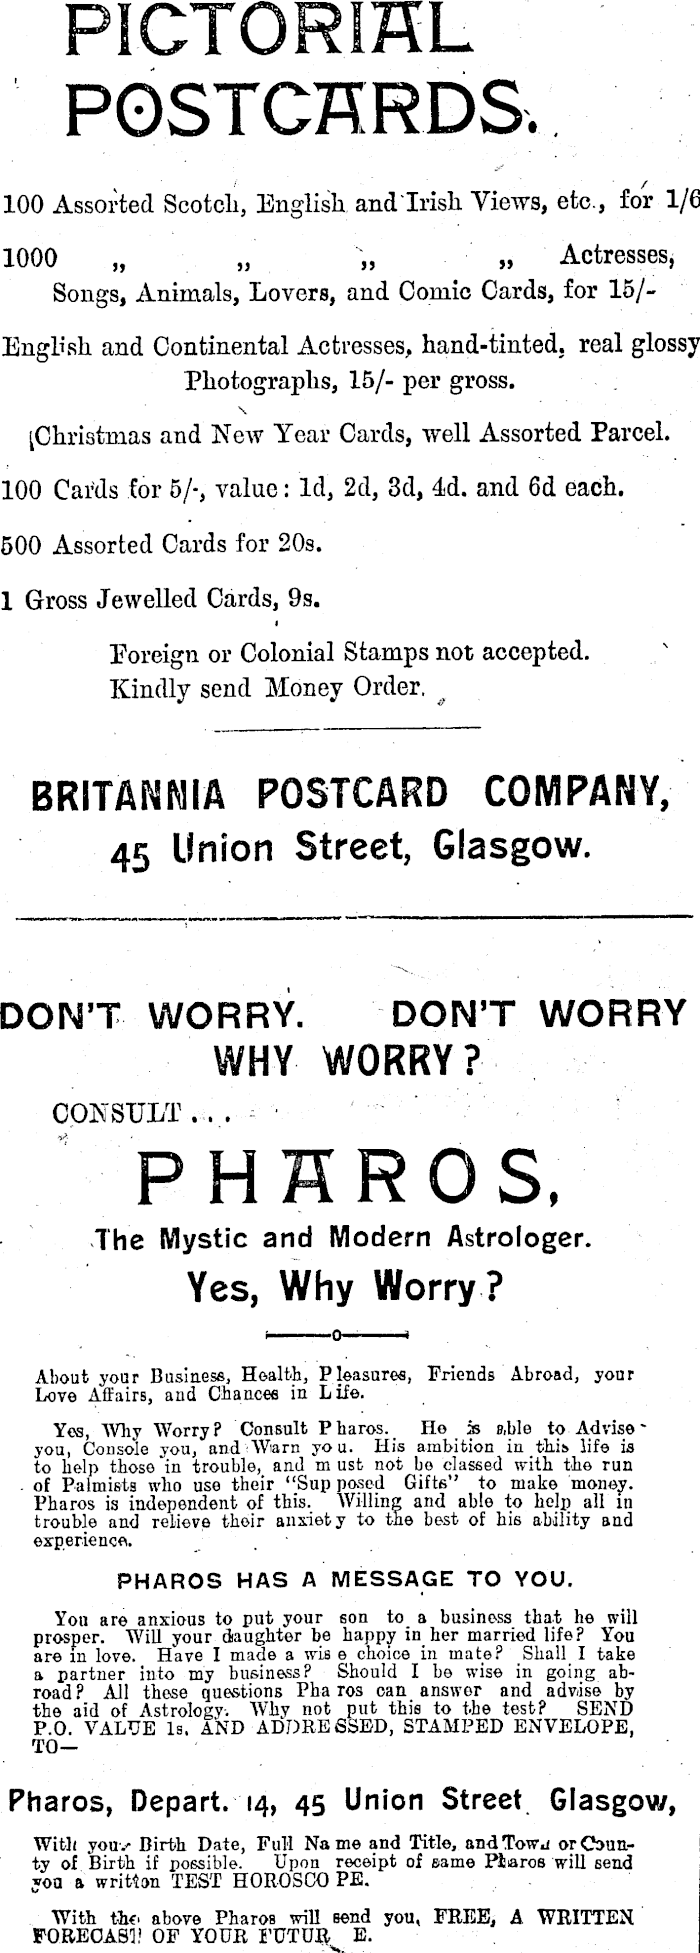 PICTORIAL
POSTCARDS.
100 Assorted Scotch, English and Irish Views, etc., for 1/6
1000 ,, ,, ,, ,, Actresses,
Songs, Animals, Lovers, and Comic Cards, for 15/-
English and Continental Actresses, hand-tinted, real glossy
Photographs, 15/- per gross.
Christmas and New Year Cards, well Assorted Parcel.
100 Cards for 5/-, value: 1d, 2d, 3d, 4d. and 6d each.
500 Assorted Cards for 20s.
1 Gross Jewelled Cards, 9s.
Foreign or Colonial Stamps not accepted.
Kindly send Money Order.
BRITANNIA POSTCARD COMPANY,
45 Union Street, Glasgow.
DON'T WORRY. DON'T WORRY
WHY WORRY?
CONSULT...
PHAROS,
The Mystic and Modern Astrologer.
Yes, Why Worry?
About your Business, Health, Pleasures, Friends Abroad, your
Love Affairs, and Chances in Life.
Yes, Why Worry? Consult Pharos. He is able to Advise
you, Console you, and Warn you. His ambition in this life is
to help those in trouble, and must not be classed with the run
of Palmists who use their "Supposed Gifts" to make money.
Pharos is independent of this. Willing and able to help all in
trouble and relieve their anxiety to the best of his ability and
experience.
PHAROS HAS A MESSAGE TO YOU.
You are anxious to put your son to a business that he will
prosper. Will your daughter be happy in her married life? You
are in love. Have I made a wise choice in mate? Shall I take
a partner into my business? Should I be wise in going ab-
road? All these questions Pharos can answer and advise by
the aid of Astrology. Why not put this to the test? SEND
P.O. VALUE 1s. AND ADDRESSED, STAMPED ENVELOPE,
TO—
Pharos, Depart. 14, 45 Union Street Glasgow,
With your Birth Date, Full Name and Title, and Town or Coun-
ty of Birth if possible. Upon receipt of same Pharos will send
you a written TEST HOROSCOPE.
With the above Pharos will send you, FREE, A WRITTEN
FORECAST OF YOUR FUTURE.